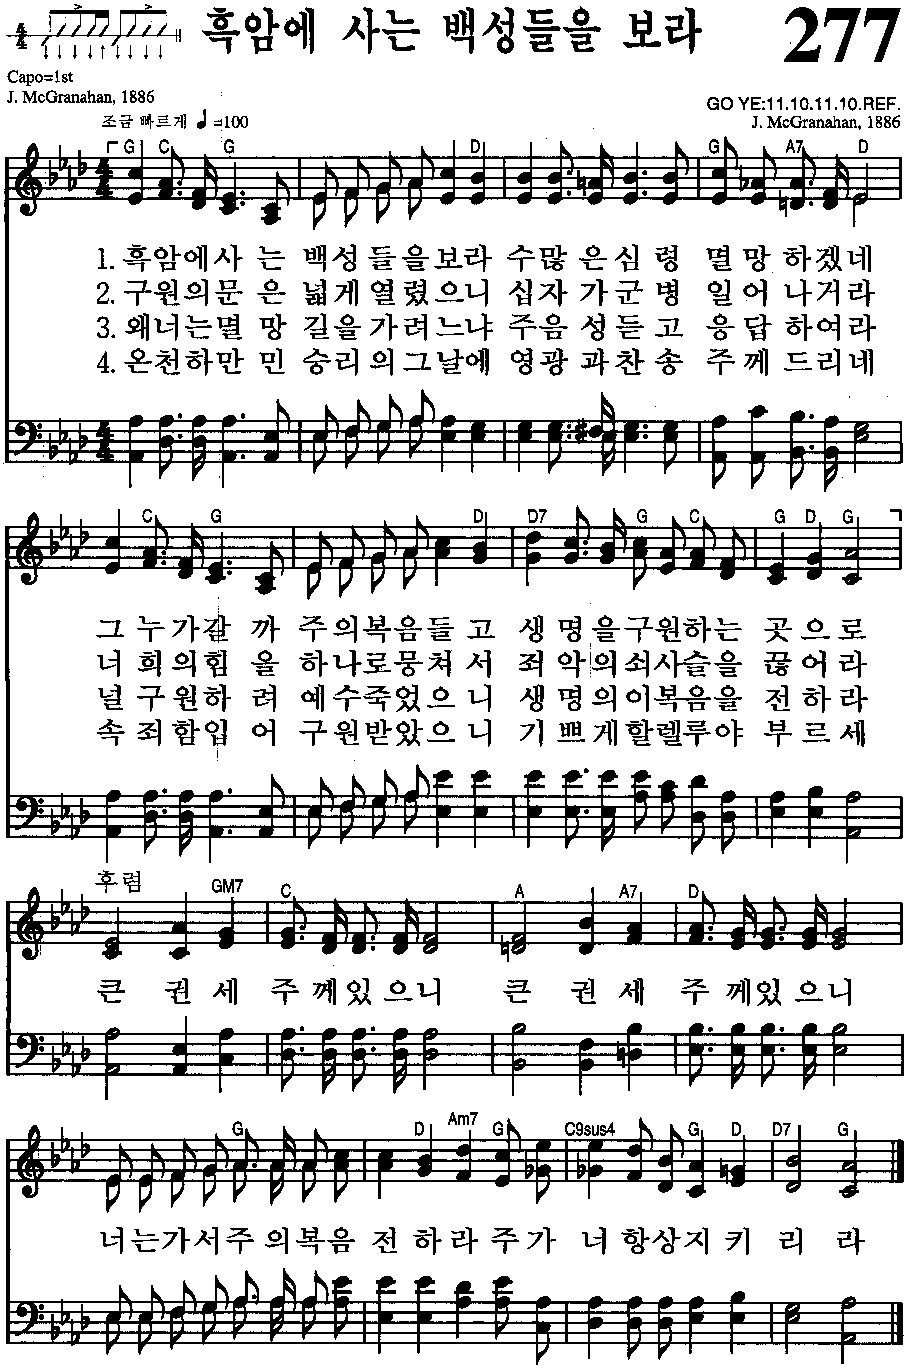 흑암에 사는 백성들을 보라 277
Capo=1st
J. McGranahan, 1886
GO YE:11.10.11.10.REF.
조금 빠르게 ♩=100 J. McGranahan, 1886
4/4
G C G D G A7 D
1. 흑암에사 는 백성 들 을보라 수많 은심 령 멸 망 하겠네
2. 구원의문 은 넓게 열 렸으니 십자 가군 병 일 어 나거라
3. 왜너는멸 망 길을 가 려느냐 주음 성듣 고 응 답 하여라
4. 온천하만 민 승리 의 그날에 영광 과찬 송 주 께 드리네
C G D D7 G C G D G
그 누가갈 까 주의복음들 고 생 명을구원하는 곳 으 로
너 희의힘 을 하나로뭉쳐 서 죄 악의쇠사슬을 끊 어 라
널 구원하 려 예수죽었으 니 생 명의이복음을 전 하 라
속 죄함입 어 구원받았으 니 기 쁘게할렐루야 부 르 세
후렴
GM7 C A A7 D
큰 권 세 주 께있 으니 큰 권 세 주 께있 으니
G D Am7 G C9sus4 G D D7 G
너는가서주 의복음 전 하 라 주 가 너 항상지 키 리 라